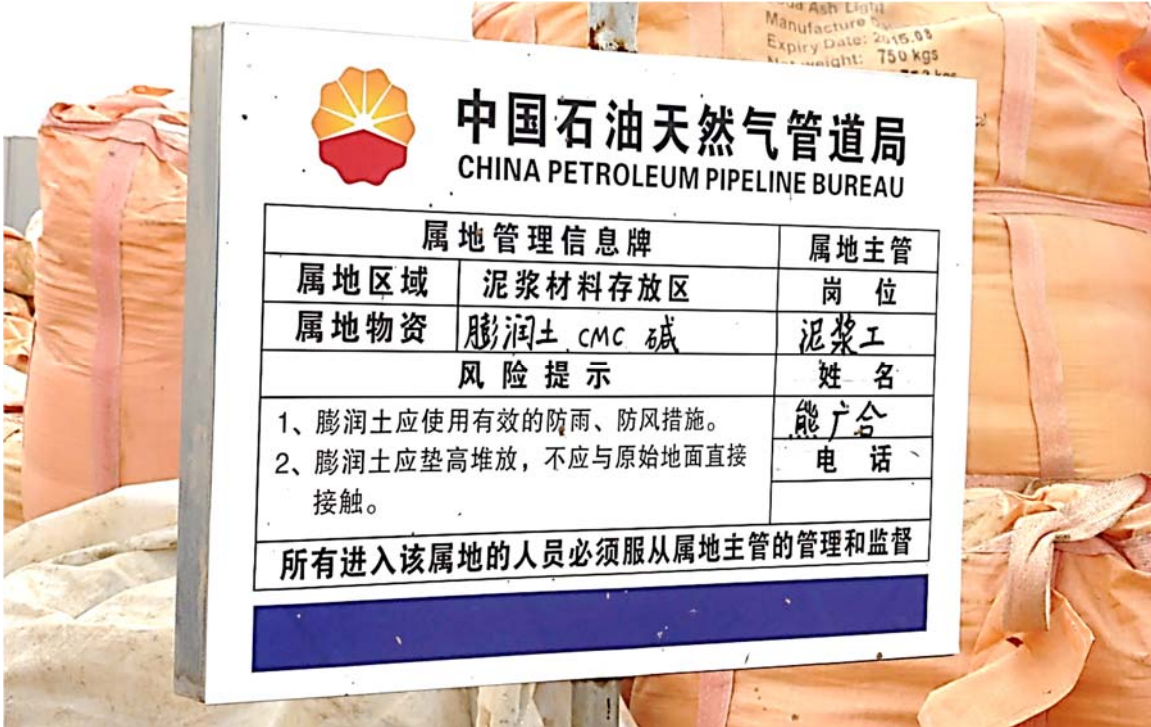 Manufacture
Expiry Date: 2015.08
Net weight: 750 kgs
中国石油天然气管道局
CHINA PETROLEUM PIPELINE BUREAU
属地管理信息牌 属地主管
属地区域 泥浆材料存放区 岗 位
属地物资 膨润土 CMC 碱 泥浆工
风险提示 姓 名
1、膨润土应使用有效的防雨、防风措施。 熊广合
2、膨润土应垫高堆放，不应与原始地面直接 电 话
接触。
所有进入该属地的人员必须服从属地主管的管理和监督